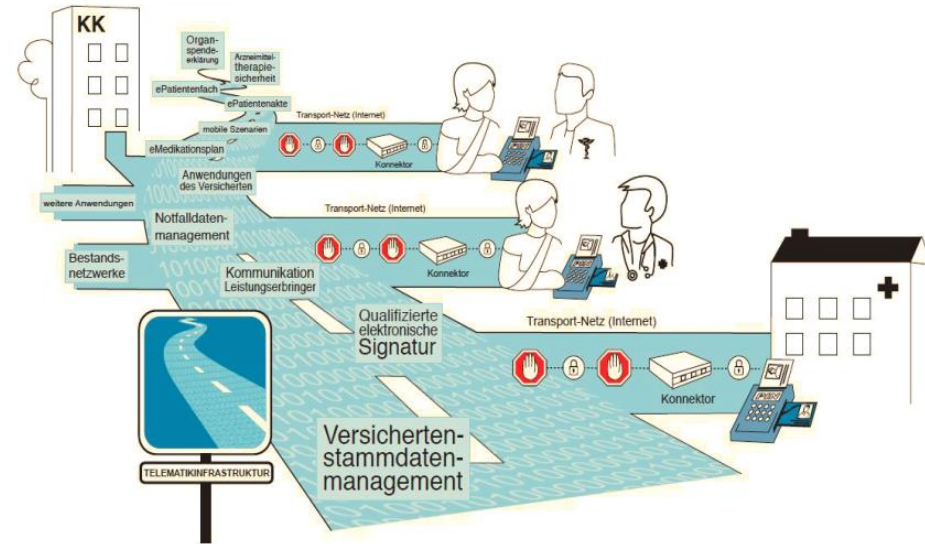 KK
Organ-
spende-
erklärung
Arzneimittel-
therapie-
sicherheit
ePatientenfach
ePatientenakte
mobile Szenarien
eMedikationsplan
Transport-Netz (Internet)
Konnektor
Anwendungen
des Versicherten
weitere Anwendungen
Notfalldaten-
management
Transport-Netz (Internet)
Konnektor
Bestands-
netzwerke
Kommunikation
Leistungserbringer
Qualifizierte
elektronische
Signatur
Transport-Netz (Internet)
Konnektor
Versicherten-
stammdaten-
management
TELEMATIKINFRASTRUKTUR